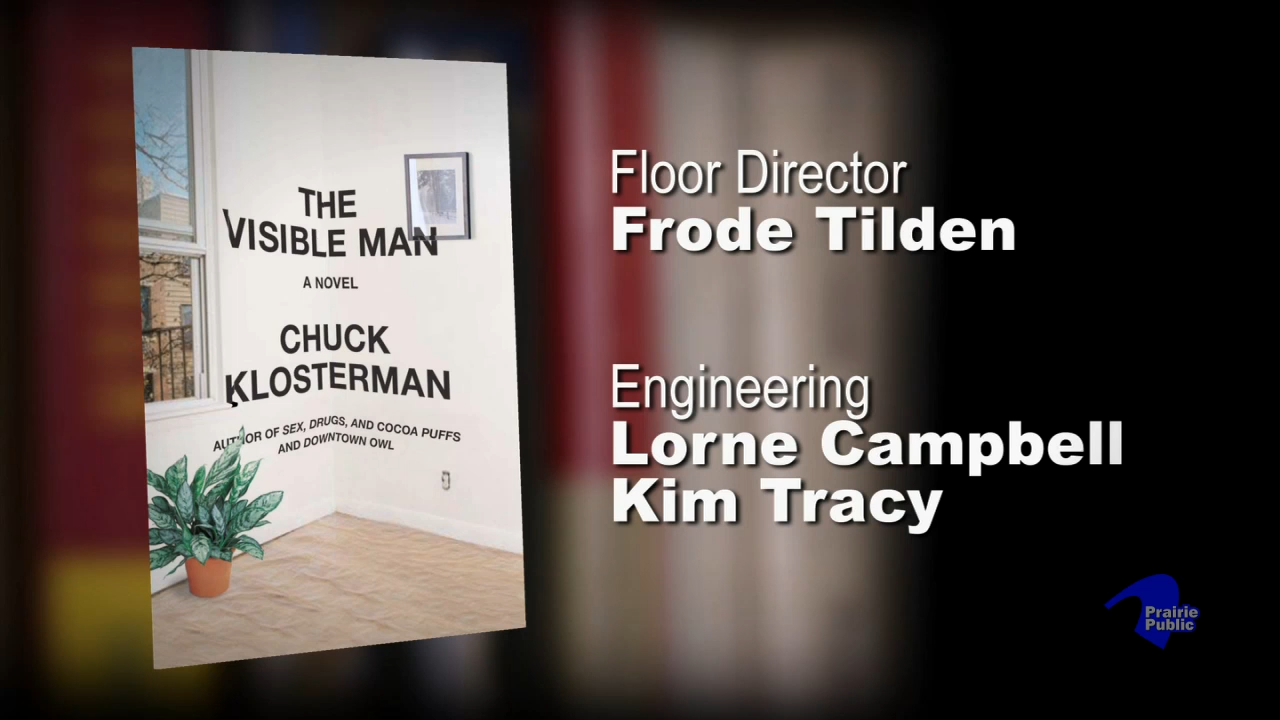 THE
VISIBLE MAN
A NOVEL
CHUCK
KLOSTERMAN
AUTHOR OF SEX, DRUGS, AND COCOA PUFFS
AND DOWNTOWN OWL
Floor Director
Frode Tilden
Engineering
Lorne Campbell
Kim Tracy
Prairie
Public